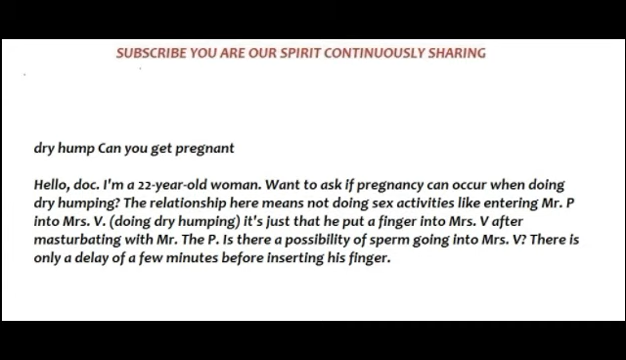 SUBSCRIBE YOU ARE OUR SPIRIT CONTINUOUSLY SHARING
dry hump Can you get pregnant
Hello, doc. I'm a 22-year-old woman. Want to ask if pregnancy can occur when doing
dry humping? The relationship here means not doing sex activities like entering Mr. P
into Mrs. V. (doing dry humping) it's just that he put a finger into Mrs. V after
masturbating with Mr. The P. Is there a possibility of sperm going into Mrs. V? There is
only a delay of a few minutes before inserting his finger.